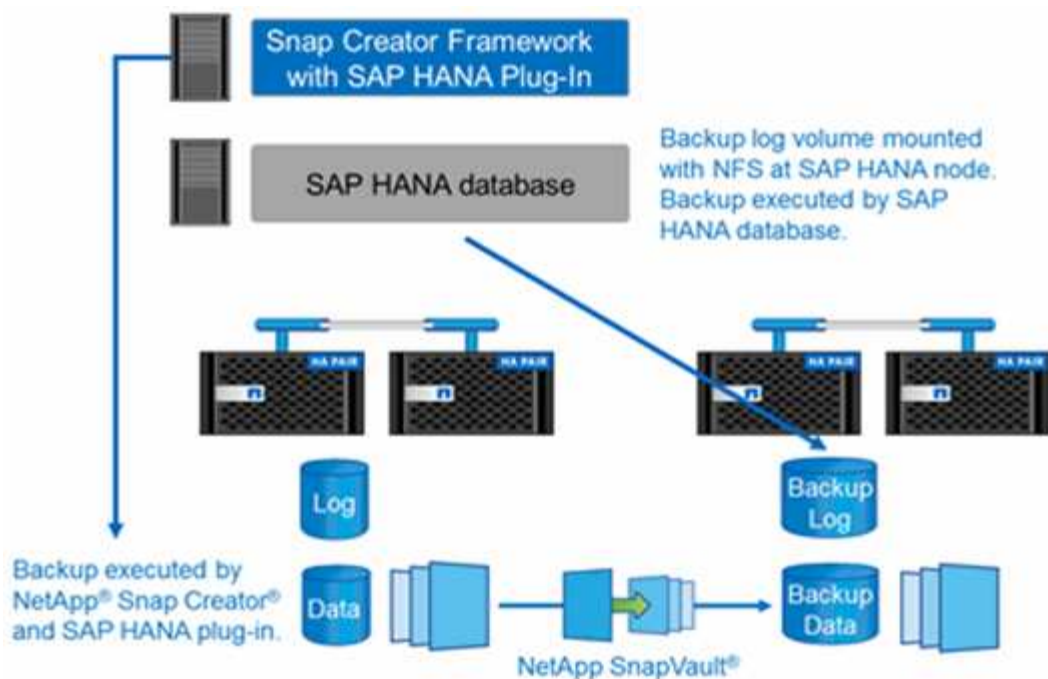 Snap Creator Framework
with SAP HANA Plug-In
SAP HANA database
Backup log volume mounted
with NFS at SAP HANA node.
Backup executed by SAP
HANA database.
HA PAIR
HA PAIR
HA PAIR
HA PAIR
Log
Backup
Log
Backup executed by
NetApp® Snap Creator®
and SAP HANA plug-in.
Data
Backup
Data
NetApp SnapVault®